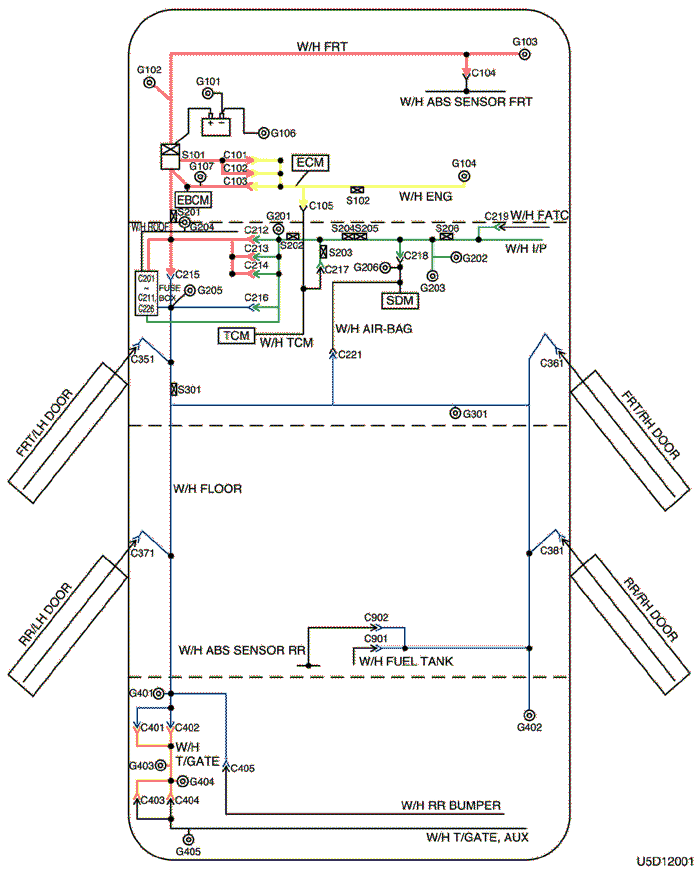 W/H FRT
G103
G102
C104
G101
W/H ABS SENSOR FRT
+ −
G106
S101
C101
ECM
G107
C102
C103
G104
EBCM
S102
W/H ENG
S201
C105
G204
G201
C219
W/H FATC
W/H ROOF
C212
S202
S204
S205
S206
W/H I/P
C213
S203
C214
C217
G206
C218
G202
C215
G203
C201
~
C211,
C226
FUSE
BOX
G205
C216
SDM
TCM
W/H TCM
W/H AIR-BAG
C221
C351
C361
S301
FRT/LH DOOR
FRT/RH DOOR
G301
W/H FLOOR
C371
C381
RR/LH DOOR
RR/RH DOOR
C902
C901
W/H ABS SENSOR RR
W/H FUEL TANK
G401
C401
C402
G402
W/H
T/GATE
G403
C405
G404
C403
C404
W/H RR BUMPER
W/H T/GATE, AUX
G405
U5D12001